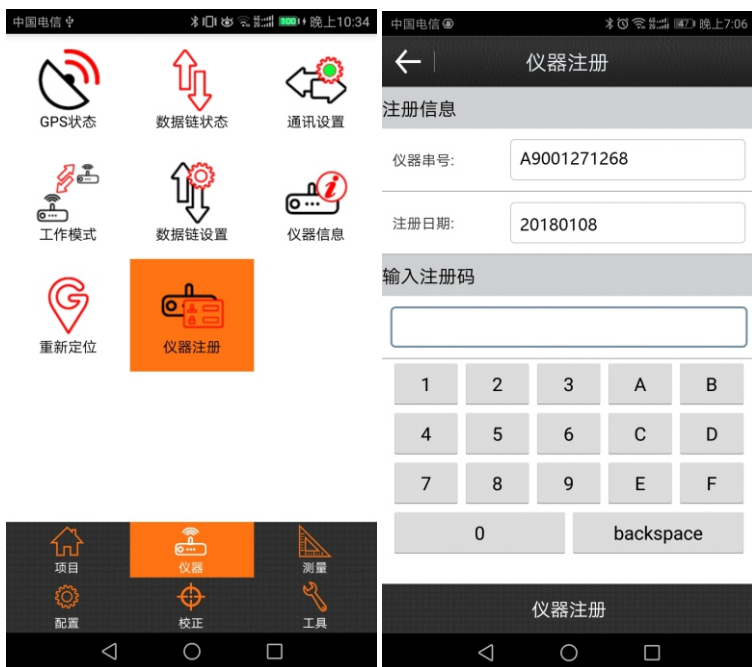 中国电信
100
晚上10:34
GPS状态
数据链状态
通讯设置
工作模式
数据链设置
仪器信息
重新定位
仪器注册
项目
仪器
测量
配置
校正
工具
中国电信
47
晚上7:06
仪器注册
注册信息
仪器串号: A9001271268
注册日期: 20180108
输入注册码
1 2 3 A B
4 5 6 C D
7 8 9 E F
0 backspace
仪器注册